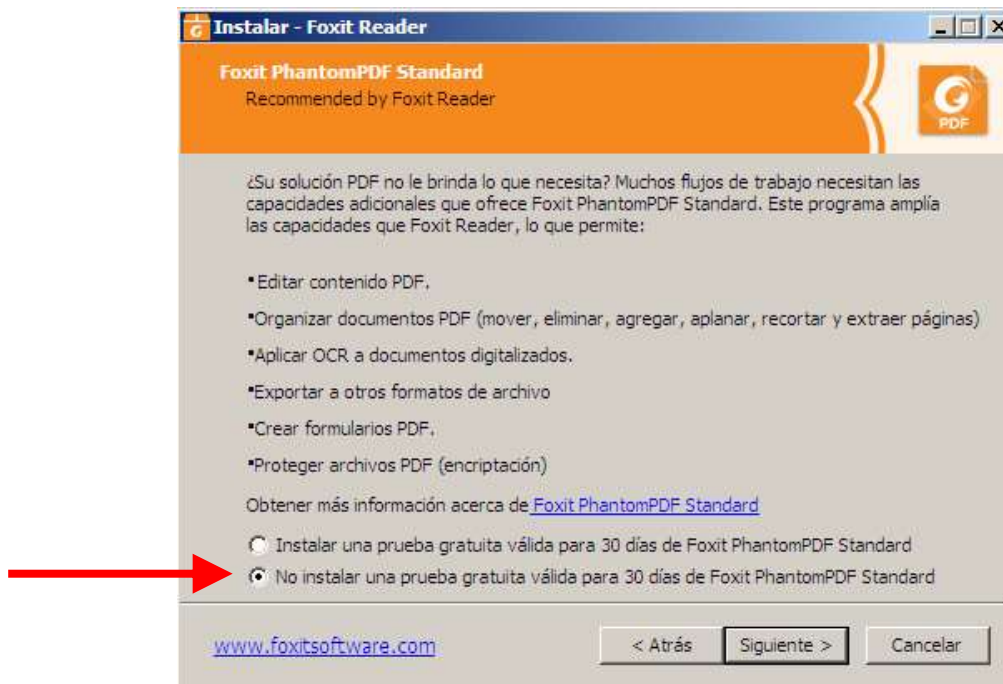 Instalar - Foxit Reader
Foxit PhantomPDF Standard
Recommended by Foxit Reader
PDF
¿Su solución PDF no le brinda lo que necesita? Muchos flujos de trabajo necesitan las
capacidades adicionales que ofrece Foxit PhantomPDF Standard. Este programa amplía
las capacidades que Foxit Reader, lo que permite:
•Editar contenido PDF.
•Organizar documentos PDF (mover, eliminar, agregar, aplanar, recortar y extraer páginas)
•Aplicar OCR a documentos digitalizados.
•Exportar a otros formatos de archivo
•Crear formularios PDF.
•Proteger archivos PDF (encriptación)
Obtener más información acerca de Foxit PhantomPDF Standard
Instalar una prueba gratuita válida para 30 días de Foxit PhantomPDF Standard
No instalar una prueba gratuita válida para 30 días de Foxit PhantomPDF Standard
www.foxitsoftware.com
< Atrás
Siguiente >
Cancelar